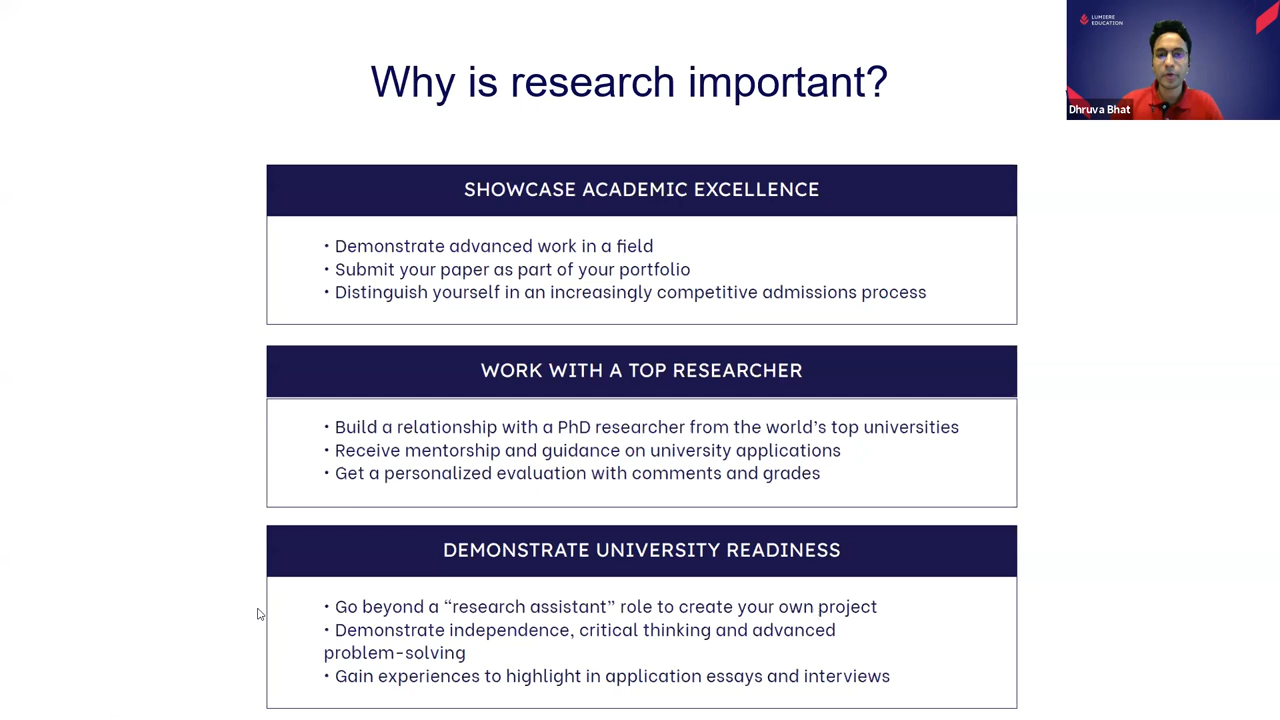 Why is research important?
LUMIERE
EDUCATION
Dhruva Bhat
SHOWCASE ACADEMIC EXCELLENCE
• Demonstrate advanced work in a field
• Submit your paper as part of your portfolio
• Distinguish yourself in an increasingly competitive admissions process
WORK WITH A TOP RESEARCHER
• Build a relationship with a PhD researcher from the world's top universities
• Receive mentorship and guidance on university applications
• Get a personalized evaluation with comments and grades
DEMONSTRATE UNIVERSITY READINESS
• Go beyond a “research assistant” role to create your own project
• Demonstrate independence, critical thinking and advanced
problem-solving
• Gain experiences to highlight in application essays and interviews